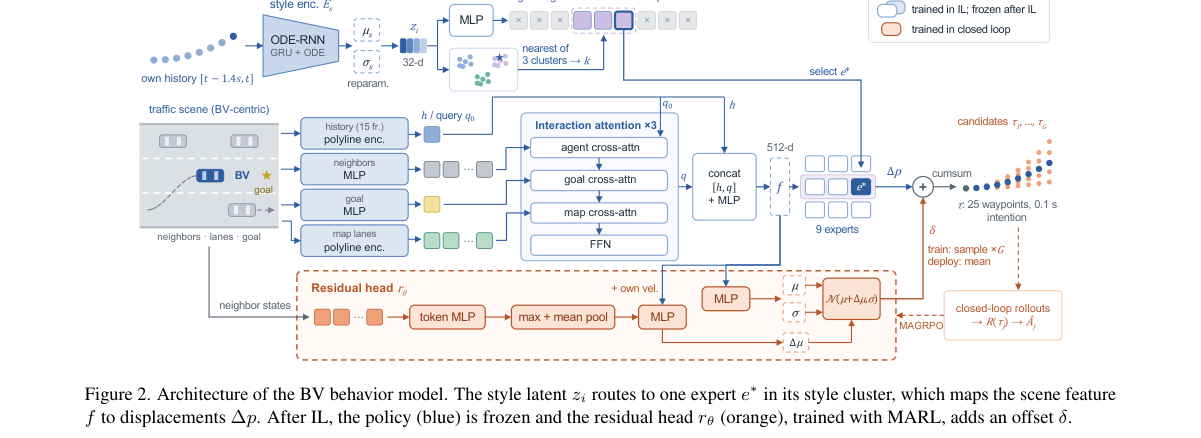 style enc. E_s
trained in IL; frozen after IL
trained in closed loop
ODE-RNN
GRU + ODE
μ_s
σ_s
reparam.
z_i
32-d
MLP
nearest of
3 clusters → k
own history [t − 1.4s, t]
select e*
traffic scene (BV-centric)
BV
goal
neighbors · lanes · goal
history (15 fr.)
polyline enc.
neighbors
MLP
goal
MLP
map lanes
polyline enc.
h / query q_0
q_0
h
Interaction attention ×3
agent cross-attn
goal cross-attn
map cross-attn
FFN
q
concat
[h, q]
+ MLP
512-d
f
e*
9 experts
Δp
+
cumsum
δ
train: sample ×G
deploy: mean
τ: 25 waypoints, 0.1 s
intention
Residual head r_θ
neighbor states
token MLP
max + mean pool
+ own vel.
MLP
MLP
μ
σ
Δμ
𝒩(μ+Δμ,σ)
MAGRPO
closed-loop rollouts
→ R(τ_j) → Â_j
Figure 2. Architecture of the BV behavior model. The style latent z_i routes to one expert e* in its style cluster, which maps the scene feature
f to displacements Δp. After IL, the policy (blue) is frozen and the residual head r_θ (orange), trained with MARL, adds an offset δ.